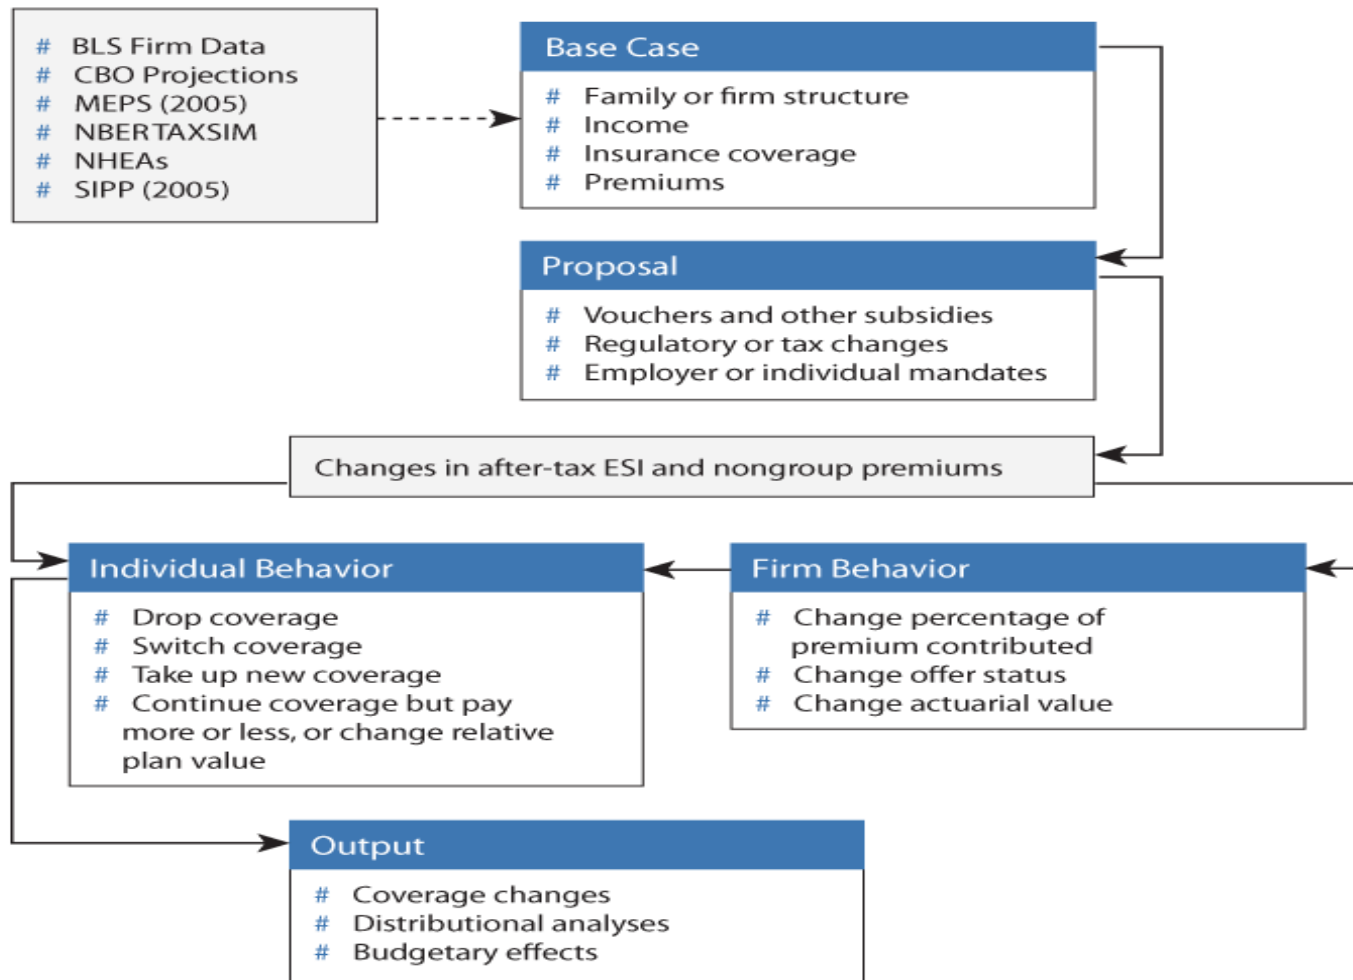 # BLS Firm Data
# CBO Projections
# MEPS (2005)
# NBER TAXSIM
# NHEAs
# SIPP (2005)
Base Case
# Family or firm structure
# Income
# Insurance coverage
# Premiums
Proposal
# Vouchers and other subsidies
# Regulatory or tax changes
# Employer or individual mandates
Changes in after-tax ESI and nongroup premiums
Individual Behavior
# Drop coverage
# Switch coverage
# Take up new coverage
# Continue coverage but pay
more or less, or change relative
plan value
Firm Behavior
# Change percentage of
premium contributed
# Change offer status
# Change actuarial value
Output
# Coverage changes
# Distributional analyses
# Budgetary effects